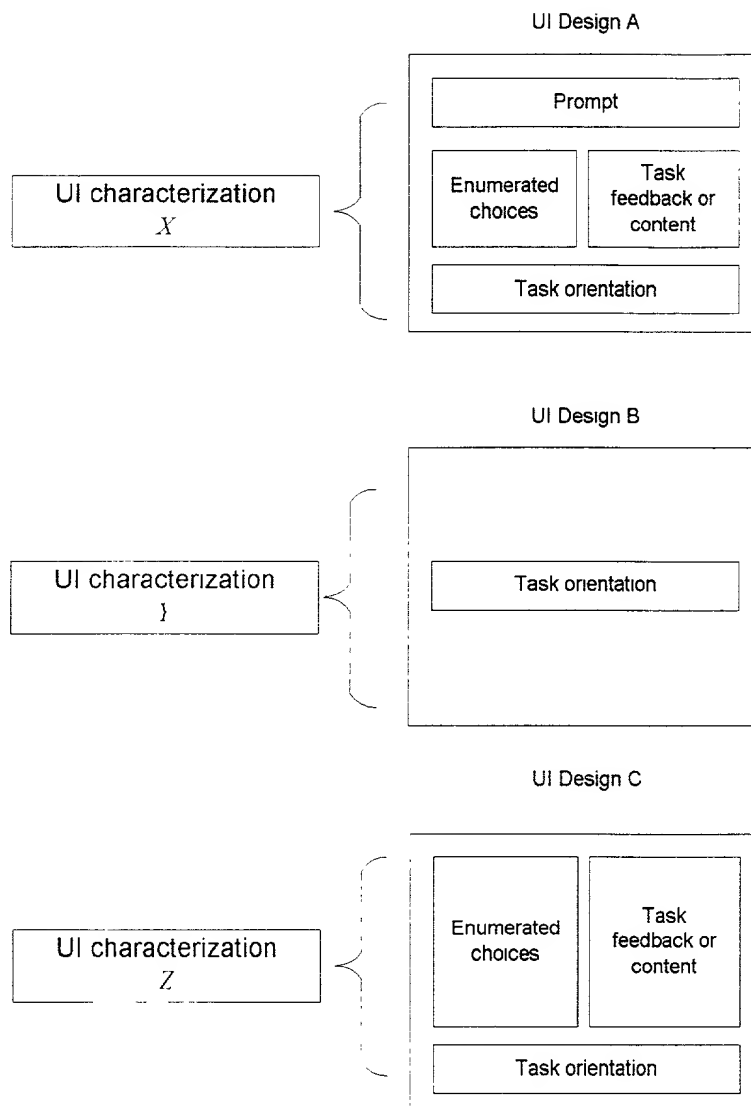 UI Design A
Prompt
UI characterization
X
Enumerated
choices
Task
feedback or
content
Task orientation
UI Design B
UI characterization
Task orientation
UI Design C
UI characterization
Z
Enumerated
choices
Task
feedback or
content
Task orientation